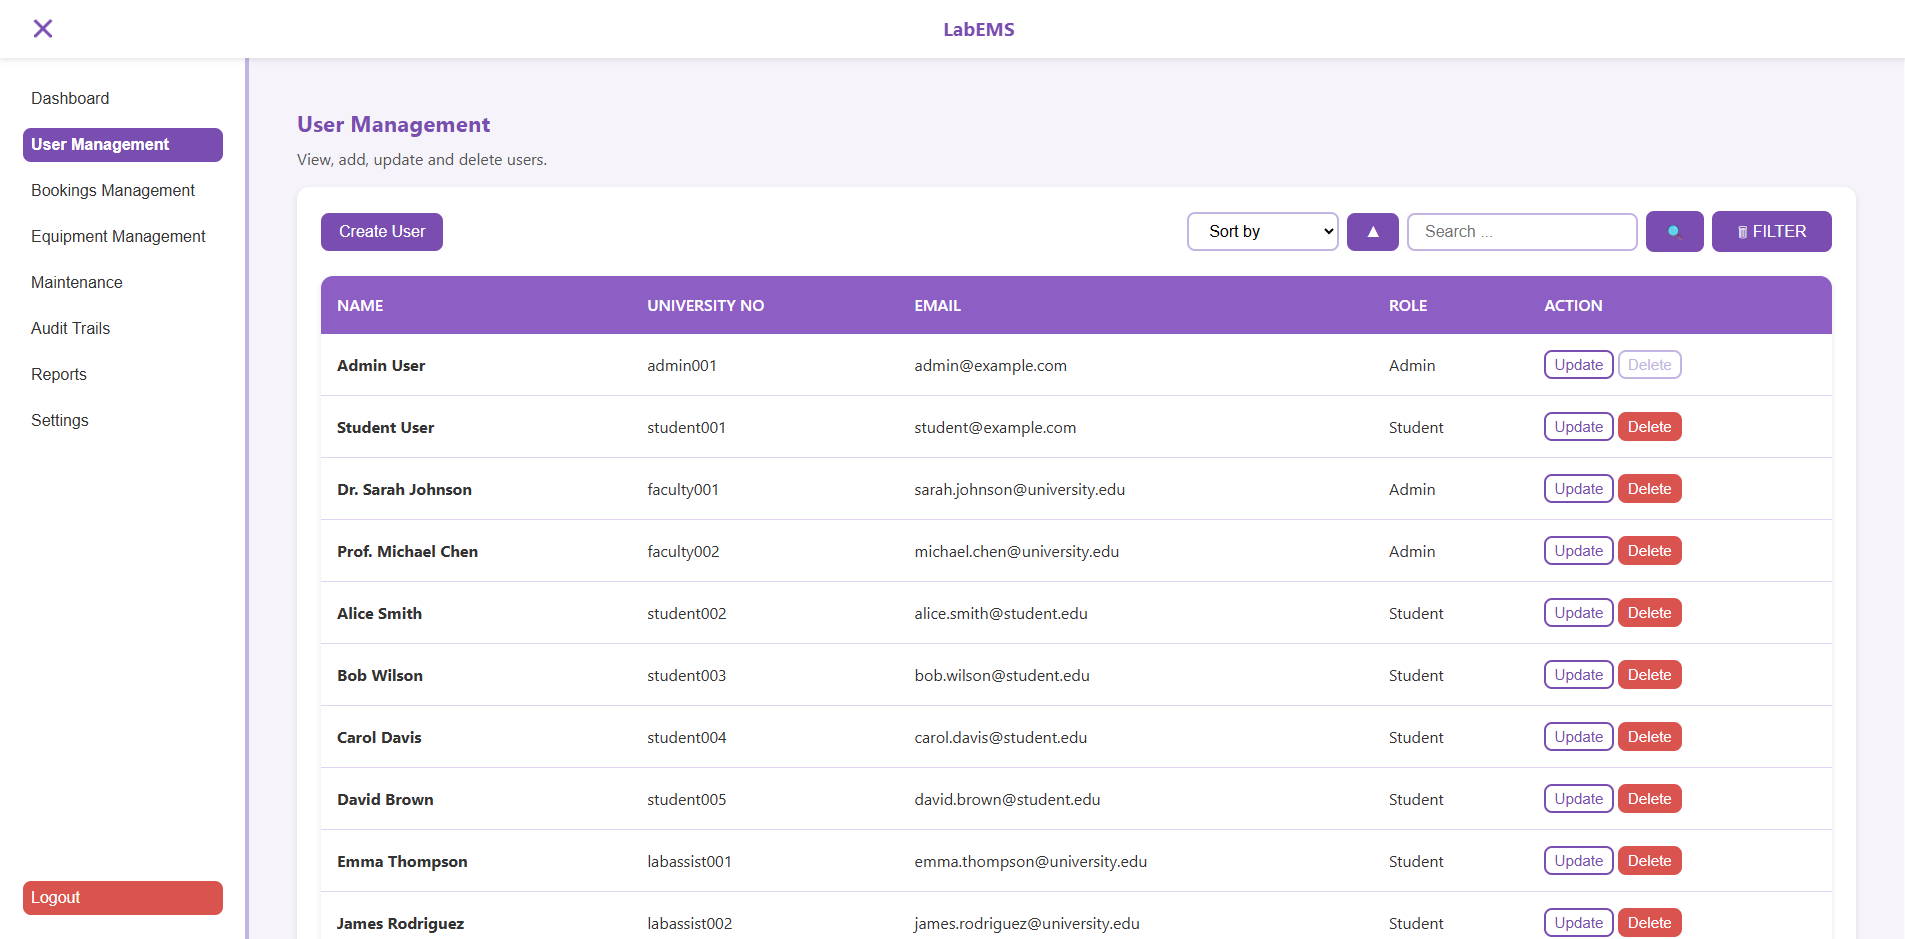 LabEMS
Dashboard
User Management
Bookings Management
Equipment Management
Maintenance
Audit Trails
Reports
Settings
Logout
User Management
View, add, update and delete users.
Create User
Sort by
▲
Search ...
FILTER
NAME UNIVERSITY NO EMAIL ROLE ACTION
Admin User admin001 admin@example.com Admin Update Delete
Student User student001 student@example.com Student Update Delete
Dr. Sarah Johnson faculty001 sarah.johnson@university.edu Admin Update Delete
Prof. Michael Chen faculty002 michael.chen@university.edu Admin Update Delete
Alice Smith student002 alice.smith@student.edu Student Update Delete
Bob Wilson student003 bob.wilson@student.edu Student Update Delete
Carol Davis student004 carol.davis@student.edu Student Update Delete
David Brown student005 david.brown@student.edu Student Update Delete
Emma Thompson labassist001 emma.thompson@university.edu Student Update Delete
James Rodriguez labassist002 james.rodriguez@university.edu Student Update Delete